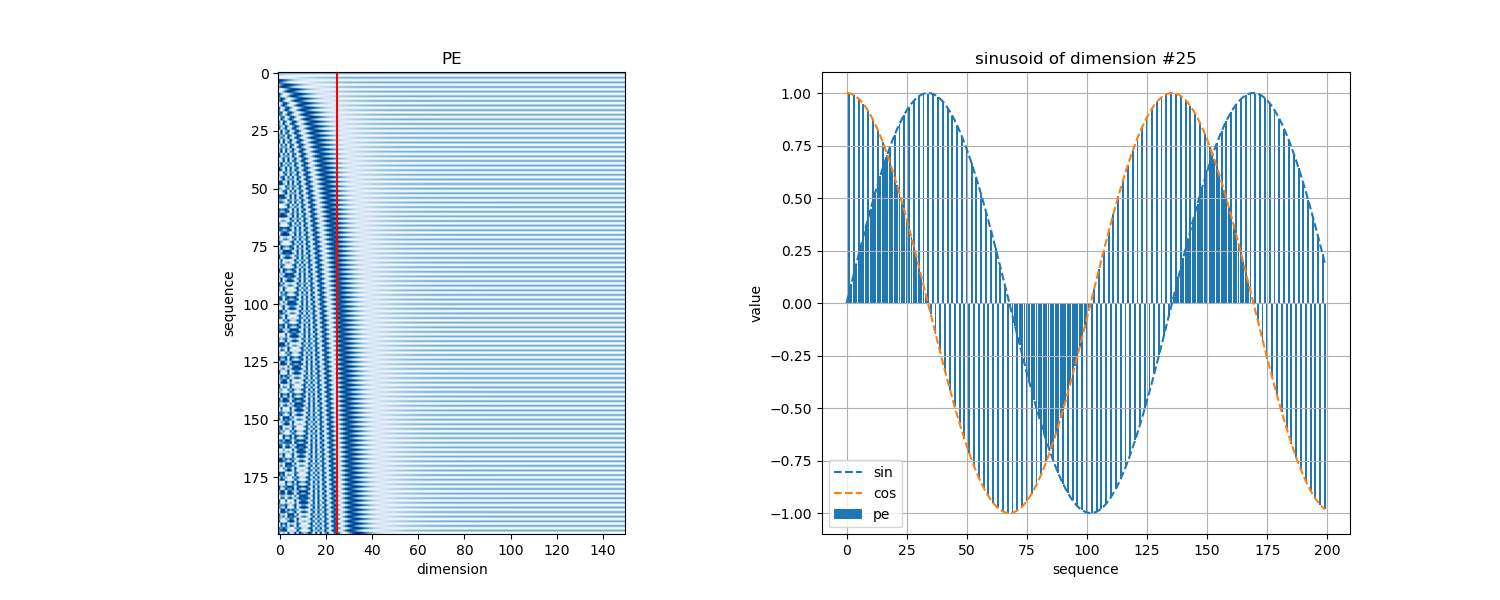 PE
0
25
50
75
100
125
150
175
sequence
0 20 40 60 80 100 120 140
dimension
sinusoid of dimension #25
1.00
0.75
0.50
0.25
0.00
−0.25
−0.50
−0.75
−1.00
value
sin
cos
pe
0 25 50 75 100 125 150 175 200
sequence